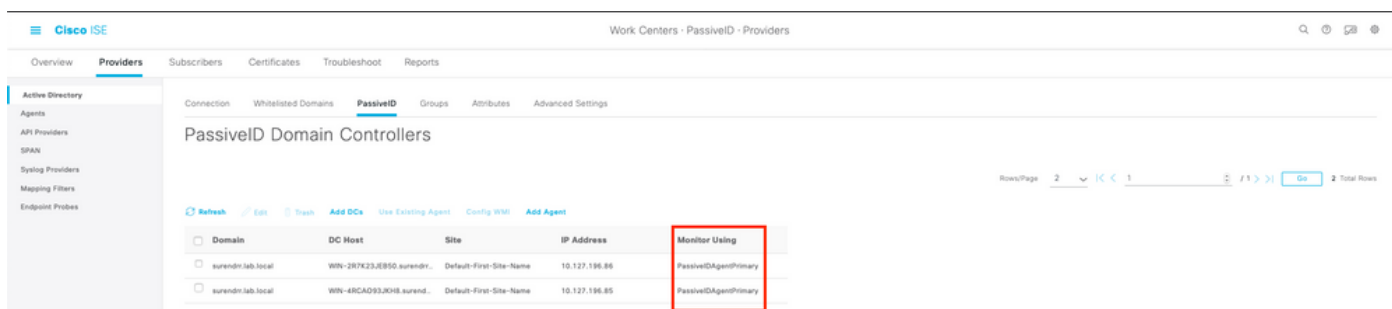 Cisco ISE
Work Centers · PassiveID · Providers
Overview Providers Subscribers Certificates Troubleshoot Reports
Active Directory
Agents
API Providers
SPAN
Syslog Providers
Mapping Filters
Endpoint Probes
Connection Whitelisted Domains PassiveID Groups Attributes Advanced Settings
PassiveID Domain Controllers
Rows/Page 2 |< < 1 / 1 > >| Go 2 Total Rows
Refresh Edit Trash Add DCs Use Existing Agent Config WMI Add Agent
Domain DC Host Site IP Address Monitor Using
surendrr.lab.local WIN-2R7K23JEB50.surendrr... Default-First-Site-Name 10.127.196.86 PassiveIDAgentPrimary
surendrr.lab.local WIN-4RCAO93JKH8.surend... Default-First-Site-Name 10.127.196.85 PassiveIDAgentPrimary